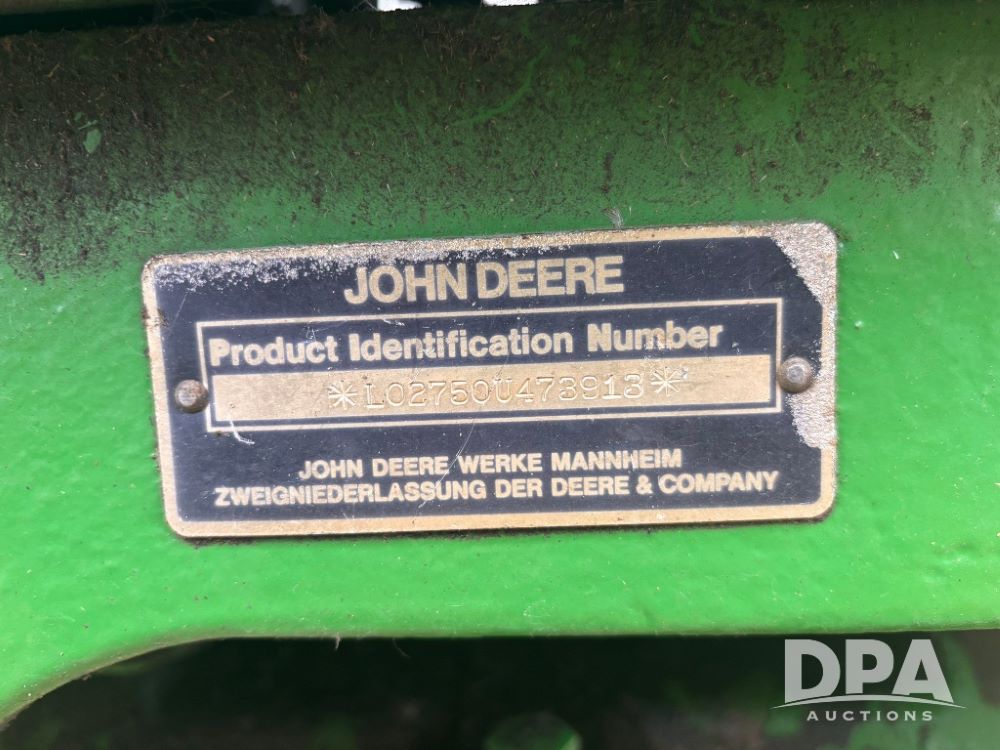 JOHN DEERE
Product Identification Number
*L02750U473913*
JOHN DEERE WERKE MANNHEIM
ZWEIGNIEDERLASSUNG DER DEERE & COMPANY
DPA
AUCTIONS